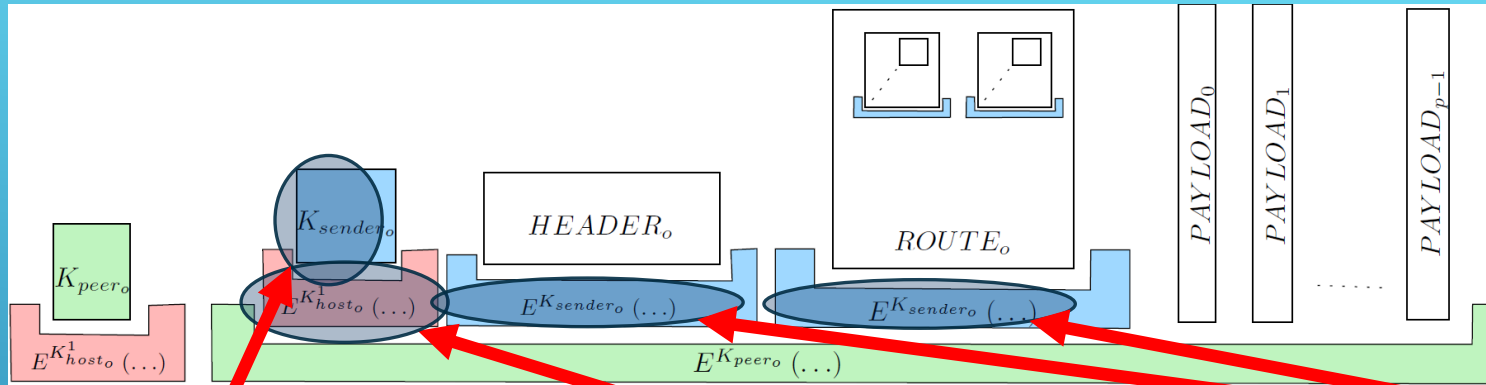 PAYLOAD_0
PAYLOAD_1
PAYLOAD_{p-1}
K_{sender_o}
HEADER_o
ROUTE_o
K_{peer_o}
......
E^{K^1_{host_o}}(...)
E^{K_{sender_o}}(...)
E^{K_{sender_o}}(...)
E^{K^1_{host_o}}(...)
E^{K_{peer_o}}(...)